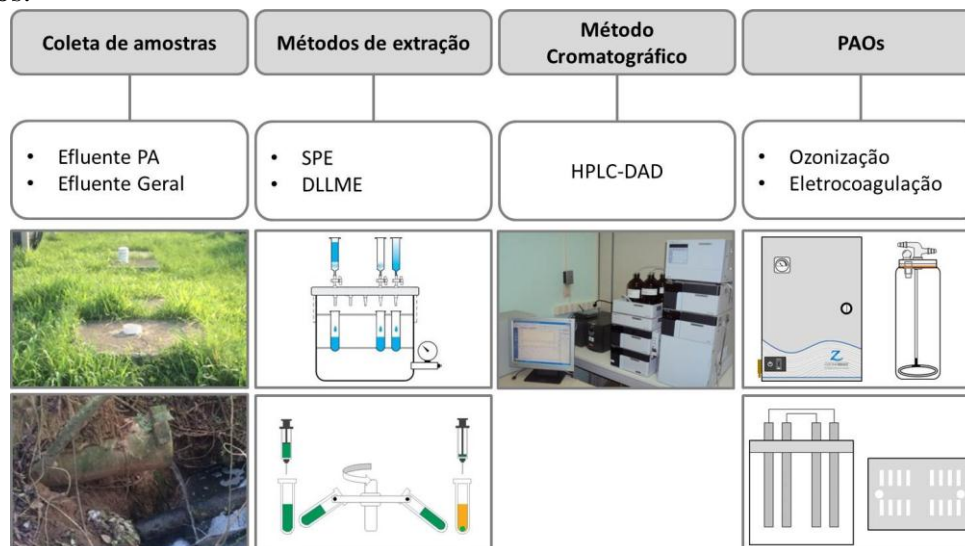 Coleta de amostras
Métodos de extração
Método
Cromatográfico
PAOs
• Efluente PA
• Efluente Geral
• SPE
• DLLME
HPLC-DAD
• Ozonização
• Eletrocoagulação
Z